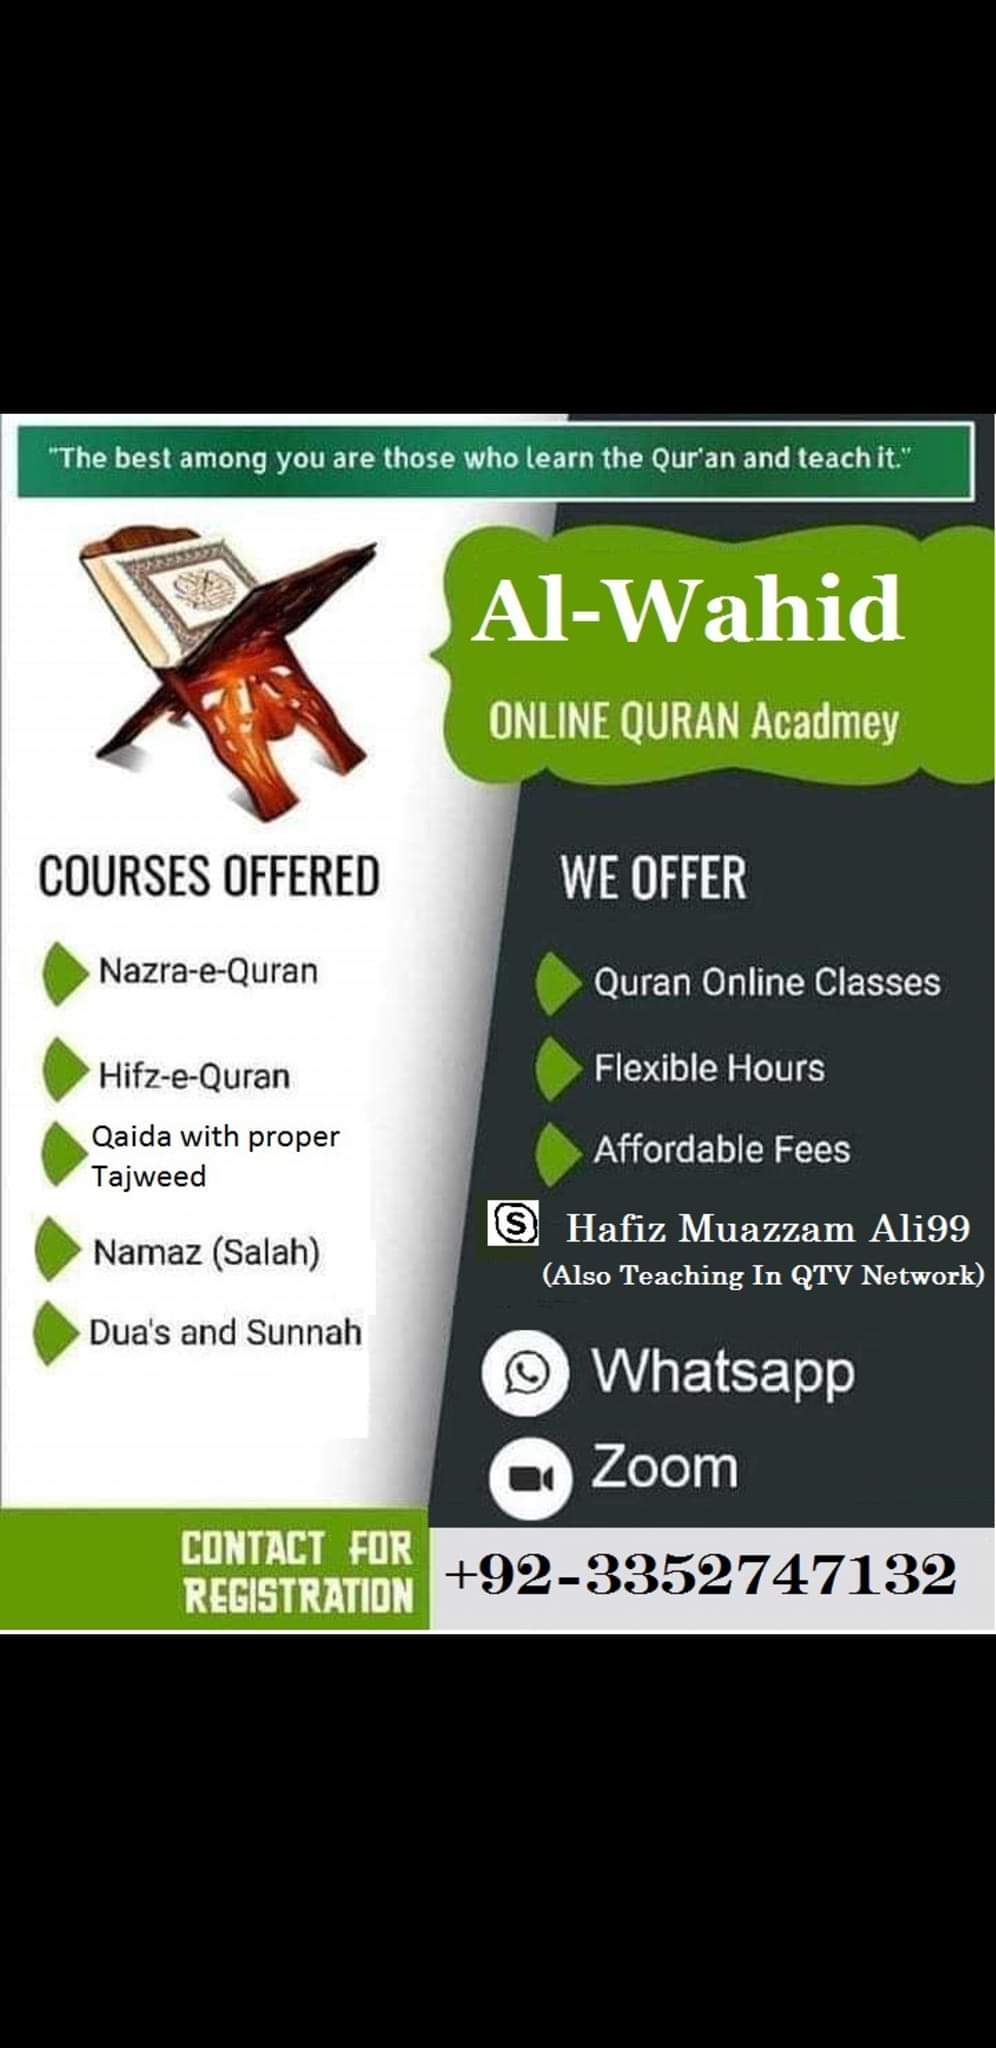 "The best among you are those who learn the Qur'an and teach it."
Al-Wahid
ONLINE QURAN Acadmey
COURSES OFFERED
Nazra-e-Quran
Hifz-e-Quran
Qaida with proper
Tajweed
Namaz (Salah)
Dua's and Sunnah
WE OFFER
Quran Online Classes
Flexible Hours
Affordable Fees
Hafiz Muazzam Ali99
(Also Teaching In QTV Network)
Whatsapp
Zoom
CONTACT FOR
REGISTRATION
+92-3352747132